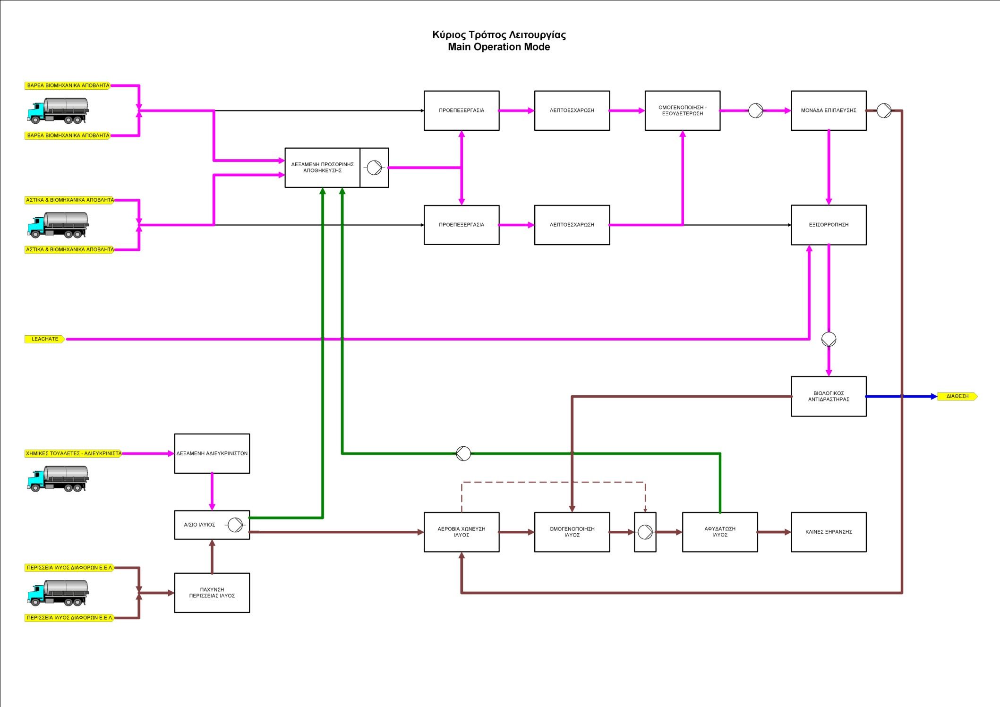 Κύριος Τρόπος Λειτουργίας
Main Operation Mode
ΒΑΡΕΑ ΒΙΟΜΗΧΑΝΙΚΑ ΑΠΟΒΛΗΤΑ
ΒΑΡΕΑ ΒΙΟΜΗΧΑΝΙΚΑ ΑΠΟΒΛΗΤΑ
ΠΡΟΕΠΕΞΕΡΓΑΣΙΑ
ΛΕΠΤΟΕΣΧΑΡΩΣΗ
ΟΜΟΓΕΝΟΠΟΙΗΣΗ -
ΕΞΟΥΔΕΤΕΡΩΣΗ
ΜΟΝΑΔΑ ΕΠΙΠΛΕΥΣΗΣ
ΔΕΞΑΜΕΝΗ ΠΡΟΣΩΡΙΝΗΣ
ΑΠΟΘΗΚΕΥΣΗΣ
ΑΣΤΙΚΑ & ΒΙΟΜΗΧΑΝΙΚΑ ΑΠΟΒΛΗΤΑ
ΑΣΤΙΚΑ & ΒΙΟΜΗΧΑΝΙΚΑ ΑΠΟΒΛΗΤΑ
ΠΡΟΕΠΕΞΕΡΓΑΣΙΑ
ΛΕΠΤΟΕΣΧΑΡΩΣΗ
ΕΞΙΣΟΡΡΟΠΗΣΗ
LEACHATE
ΒΙΟΛΟΓΙΚΟΣ
ΑΝΤΙΔΡΑΣΤΗΡΑΣ
ΔΙΑΘΕΣΗ
ΧΗΜΙΚΕΣ ΤΟΥΑΛΕΤΕΣ - ΑΔΙΕΥΚΡΙΝΙΣΤΑ
ΔΕΞΑΜΕΝΗ ΑΔΙΕΥΚΡΙΝΙΣΤΩΝ
Α/ΣΙΟ ΙΛΥΙΟΣ
ΑΕΡΟΒΙΑ ΧΩΝΕΥΣΗ
ΙΛΥΟΣ
ΟΜΟΓΕΝΟΠΟΙΗΣΗ
ΙΛΥΟΣ
ΑΦΥΔΑΤΩΣΗ
ΙΛΥΟΣ
ΚΛΙΝΕΣ ΞΗΡΑΝΣΗΣ
ΠΕΡΙΣΣΕΙΑ ΙΛΥΟΣ ΔΙΑΦΟΡΩΝ Ε.Ε.Λ.
ΠΕΡΙΣΣΕΙΑ ΙΛΥΟΣ ΔΙΑΦΟΡΩΝ Ε.Ε.Λ.
ΠΑΧΥΝΣΗ
ΠΕΡΙΣΣΕΙΑΣ ΙΛΥΟΣ